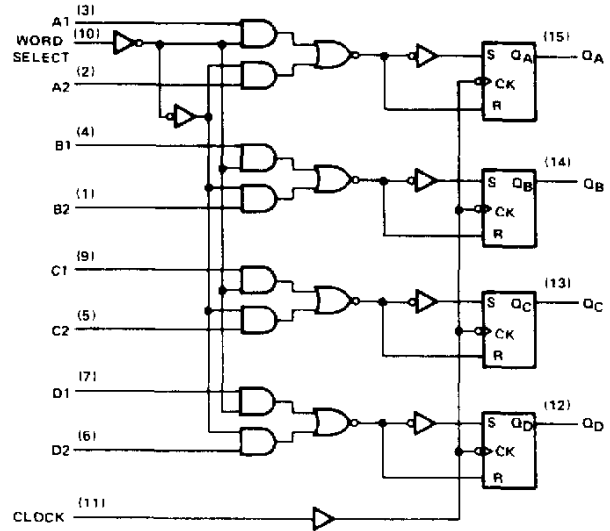 A1 (3)
WORD SELECT (10)
A2 (2)
S QA (15) QA
CK
R
B1 (4)
B2 (1)
S QB (14) QB
CK
R
C1 (9)
C2 (5)
S QC (13) QC
CK
R
D1 (7)
D2 (6)
S QD (12) QD
CK
R
CLOCK (11)